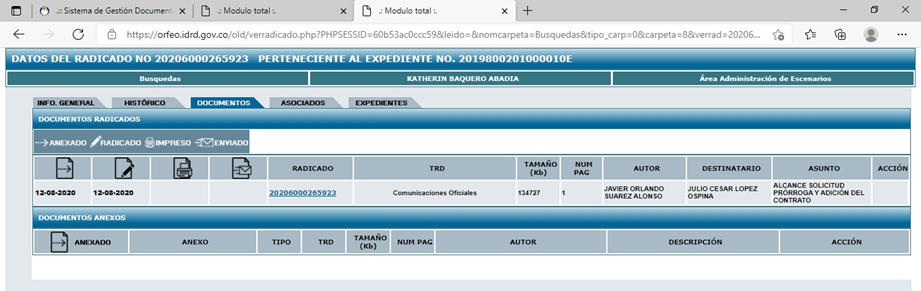 .:: Sistema de Gestión Document
.: Modulo total :.
.: Modulo total :.
https://orfeo.idrd.gov.co/old/verradicado.php?PHPSESSID=60b53ac0ccc59&leido=&nomcarpeta=Busquedas&tipo_carp=0&carpeta=8&verrad=20206...
DATOS DEL RADICADO NO 20206000265923 PERTENECIENTE AL EXPEDIENTE NO. 2019800201000010E
Busquedas KATHERIN BAQUERO ABADIA Área Administración de Escenarios
INFO. GENERAL HISTÓRICO DOCUMENTOS ASOCIADOS EXPEDIENTES
DOCUMENTOS RADICADOS
ANEXADO RADICADO IMPRESO ENVIADO
RADICADO TRD TAMAÑO (Kb) NUM PAG AUTOR DESTINATARIO ASUNTO ACCIÓN
12-08-2020 12-08-2020 20206000265923 Comunicaciones Oficiales 134727 1 JAVIER ORLANDO SUAREZ ALONSO JULIO CESAR LOPEZ OSPINA ALCANCE SOLICITUD PRÓRROGA Y ADICIÓN DEL CONTRATO
DOCUMENTOS ANEXOS
ANEXADO ANEXO TIPO TRD TAMAÑO (Kb) NUM PAG AUTOR DESCRIPCIÓN ACCIÓN